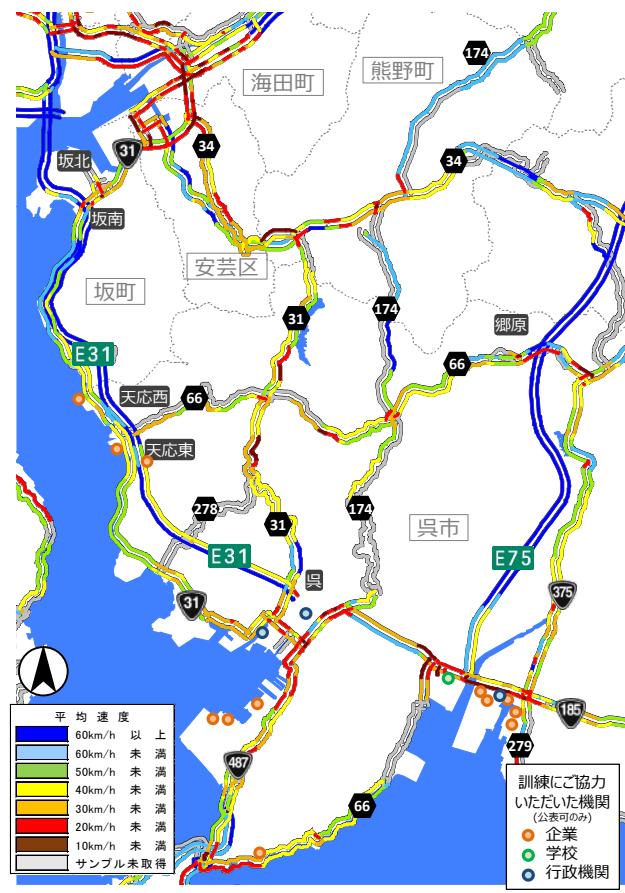 174
熊野町
海田町
31
34
34
坂北
坂南
安芸区
坂町
31
174
郷原
E31
66
天応西
66
天応東
278
31
174
呉市
E31
E75
呉
31
375
185
279
487
66
平均速度
60km/h 以上
60km/h 未満
50km/h 未満
40km/h 未満
30km/h 未満
20km/h 未満
10km/h 未満
サンプル未取得
訓練にご協力
いただいた機関
(公表可のみ)
企業
学校
行政機関